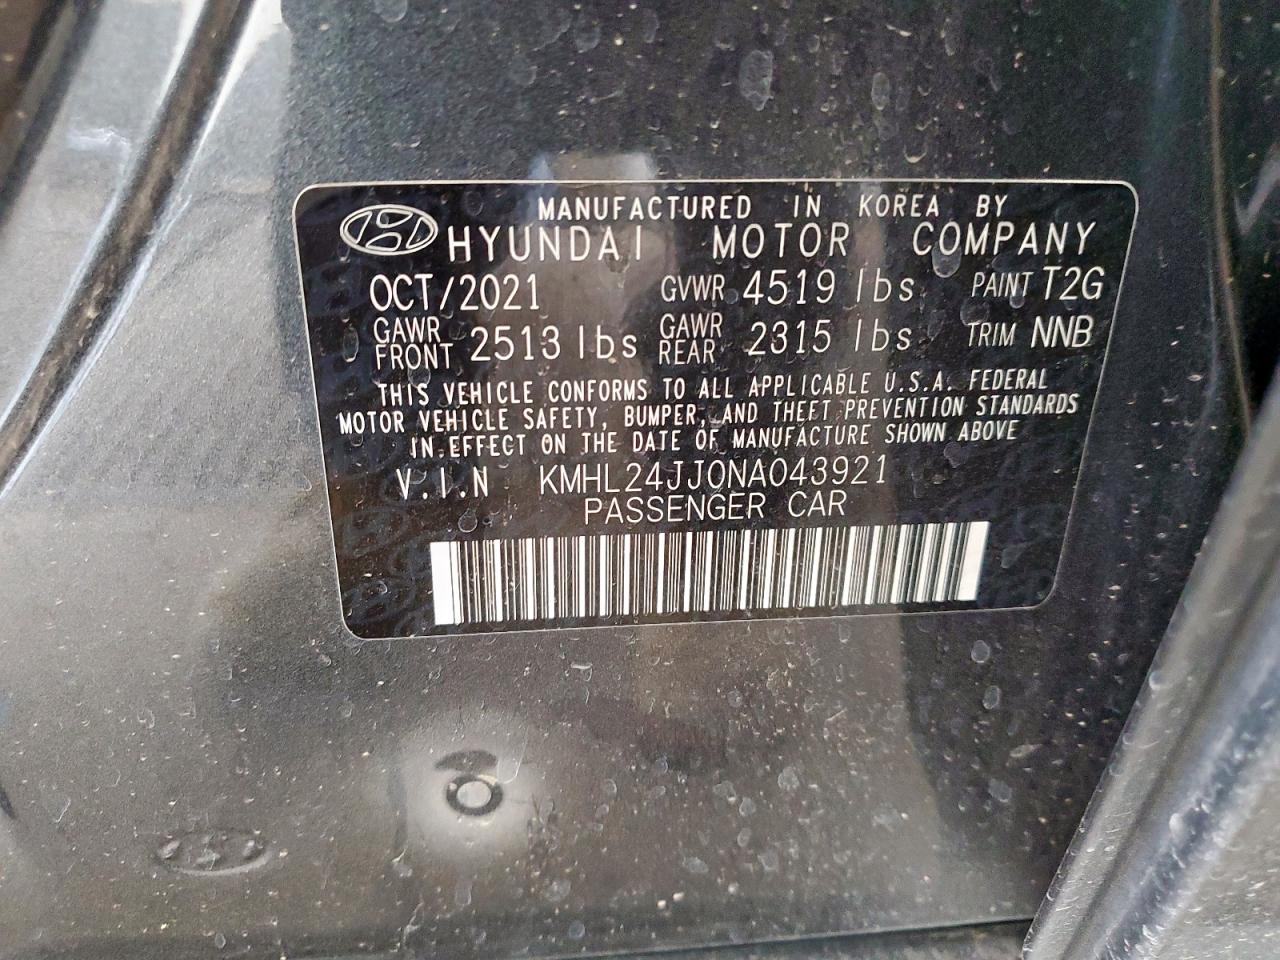 MANUFACTURED IN KOREA BY
HYUNDAI MOTOR COMPANY
OCT/2021 GVWR 4519 lbs PAINT T2G
GAWR FRONT 2513 lbs GAWR REAR 2315 lbs TRIM NNB
THIS VEHICLE CONFORMS TO ALL APPLICABLE U.S.A. FEDERAL
MOTOR VEHICLE SAFETY, BUMPER, AND THEFT PREVENTION STANDARDS
IN EFFECT ON THE DATE OF MANUFACTURE SHOWN ABOVE
V.I.N KMHL24JJ0NA043921
PASSENGER CAR